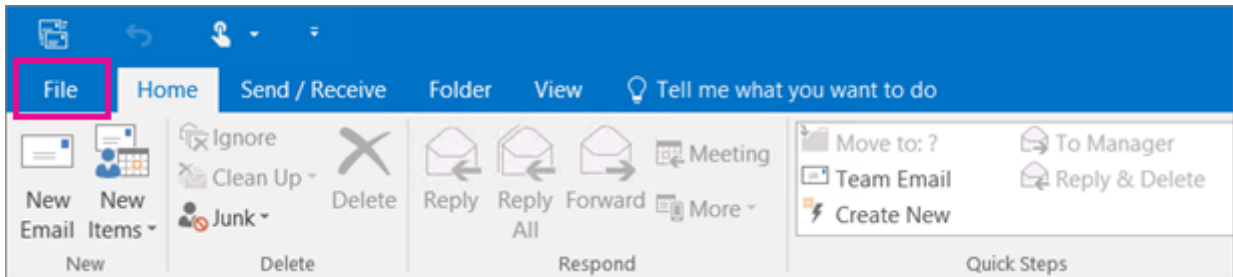 File Home Send / Receive Folder View Tell me what you want to do
Ignore Meeting Move to: ? To Manager
Clean Up Team Email Reply & Delete
New New Delete Reply Reply Forward More
Email Items Junk All Create New
New Delete Respond Quick Steps